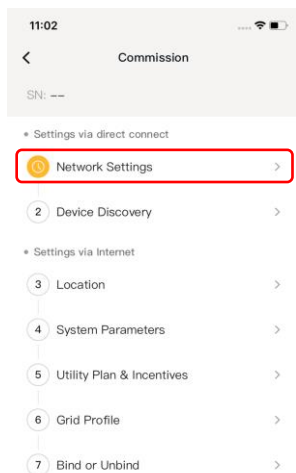 11:02
Commission
SN: --
• Settings via direct connect
Network Settings
2 Device Discovery
• Settings via Internet
3 Location
4 System Parameters
5 Utility Plan & Incentives
6 Grid Profile
7 Bind or Unbind